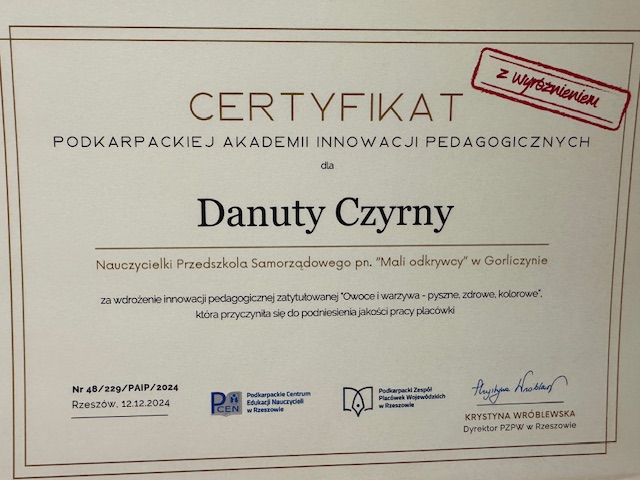 z wyróżnieniem
CERTYFIKAT
PODKARPACKIEJ AKADEMII INNOWACJI PEDAGOGICZNYCH
dla
Danuty Czyrny
Nauczycielki Przedszkola Samorządowego pn. "Mali odkrywcy" w Gorliczynie
za wdrożenie innowacji pedagogicznej zatytułowanej "Owoce i warzywa - pyszne, zdrowe, kolorowe",
która przyczyniła się do podniesienia jakości pracy placówki
Nr 48/229/PAIP/2024
Rzeszów, 12.12.2024
PCEN
Podkarpackie Centrum
Edukacji Nauczycieli
w Rzeszowie
Podkarpacki Zespół
Placówek Wojewódzkich
w Rzeszowie
Krystyna Wróblewska
KRYSTYNA WRÓBLEWSKA
Dyrektor PZPW w Rzeszowie